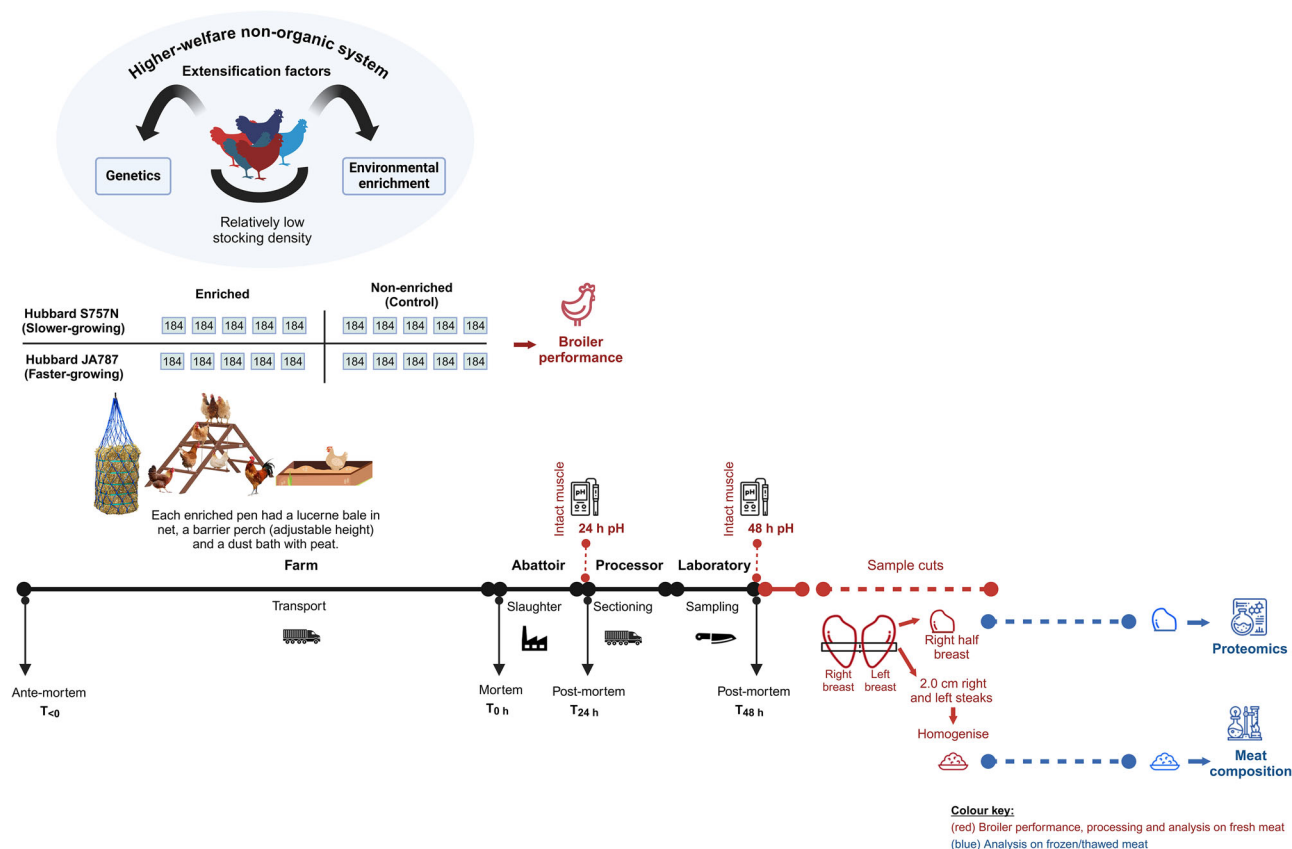 Higher-welfare non-organic system
Extensification factors
Genetics
Environmental
enrichment
Relatively low
stocking density
Enriched
Non-enriched
(Control)
Hubbard S757N
(Slower-growing)
184 184 184 184 184
184 184 184 184 184
Hubbard JA787
(Faster-growing)
184 184 184 184 184
184 184 184 184 184
Broiler
performance
Each enriched pen had a lucerne bale in
net, a barrier perch (adjustable height)
and a dust bath with peat.
Intact muscle
pH
24 h pH
Intact muscle
pH
48 h pH
Farm
Abattoir
Processor
Laboratory
Sample cuts
Transport
Slaughter
Sectioning
Sampling
Ante-mortem
T<0
Mortem
T0 h
Post-mortem
T24 h
Post-mortem
T48 h
Right
breast
Left
breast
Right half
breast
2.0 cm right
and left steaks
Homogenise
Proteomics
Meat
composition
Colour key:
(red) Broiler performance, processing and analysis on fresh meat
(blue) Analysis on frozen/thawed meat